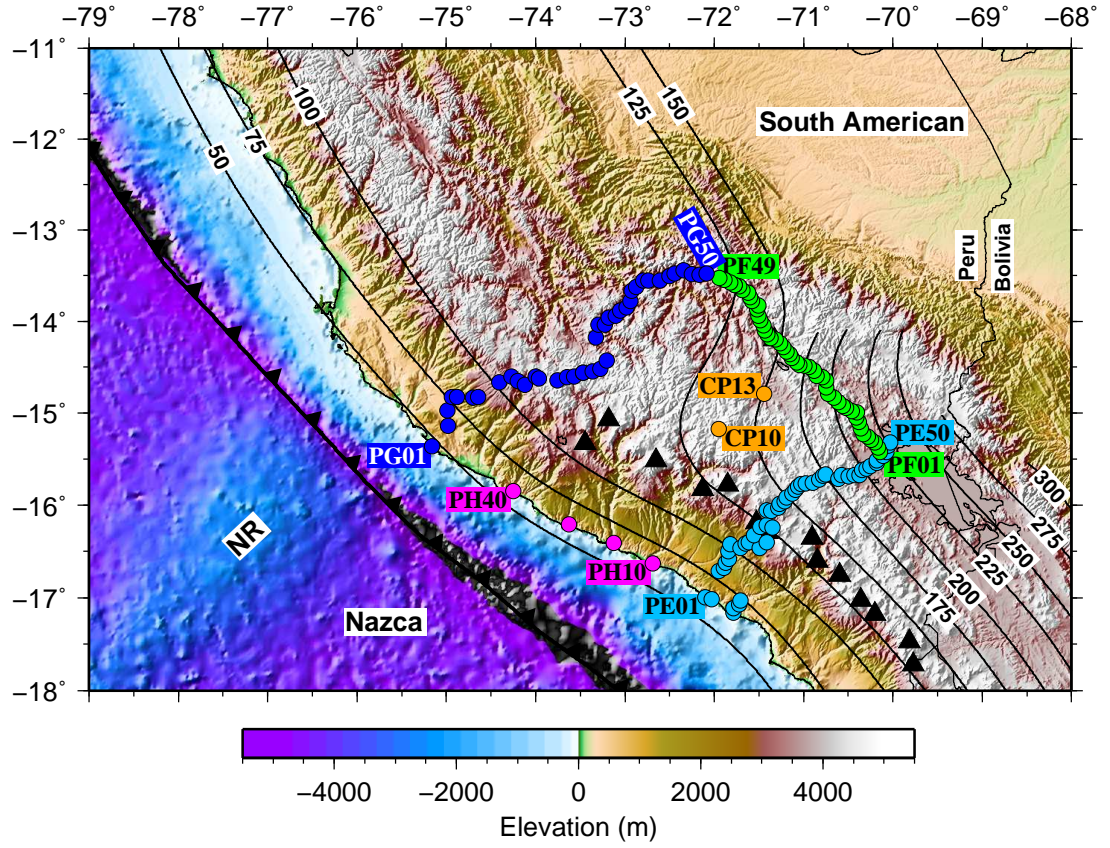 −79° −78° −77° −76° −75° −74° −73° −72° −71° −70° −69° −68°
−11°
−12°
−13°
−14°
−15°
−16°
−17°
−18°
100
75
50
125
150
South American
Peru
Bolivia
PG50
PF49
CP13
CP10
PE50
PF01
PG01
PH40
PH10
PE01
NR
Nazca
300
275
250
225
200
175
−4000 −2000 0 2000 4000
Elevation (m)